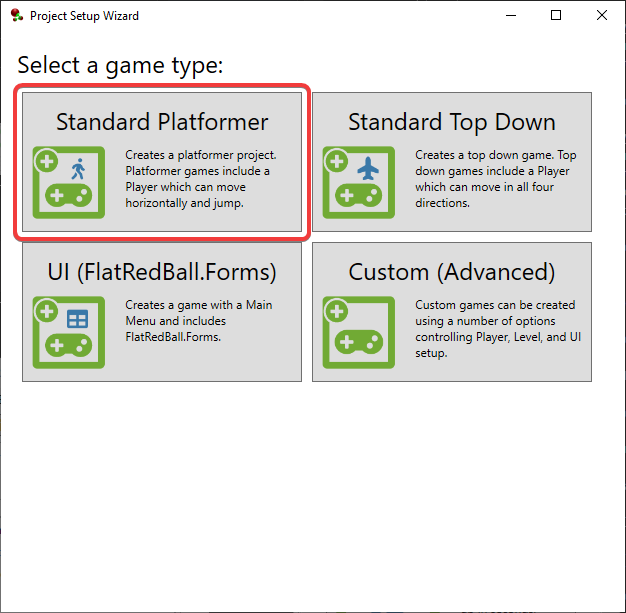 Project Setup Wizard
Select a game type:
Standard Platformer
Creates a platformer project.
Platformer games include a
Player which can move
horizontally and jump.
Standard Top Down
Creates a top down game. Top
down games include a Player
which can move in all four
directions.
UI (FlatRedBall.Forms)
Creates a game with a Main
Menu and includes
FlatRedBall.Forms.
Custom (Advanced)
Custom games can be created
using a number of options
controlling Player, Level, and UI
setup.